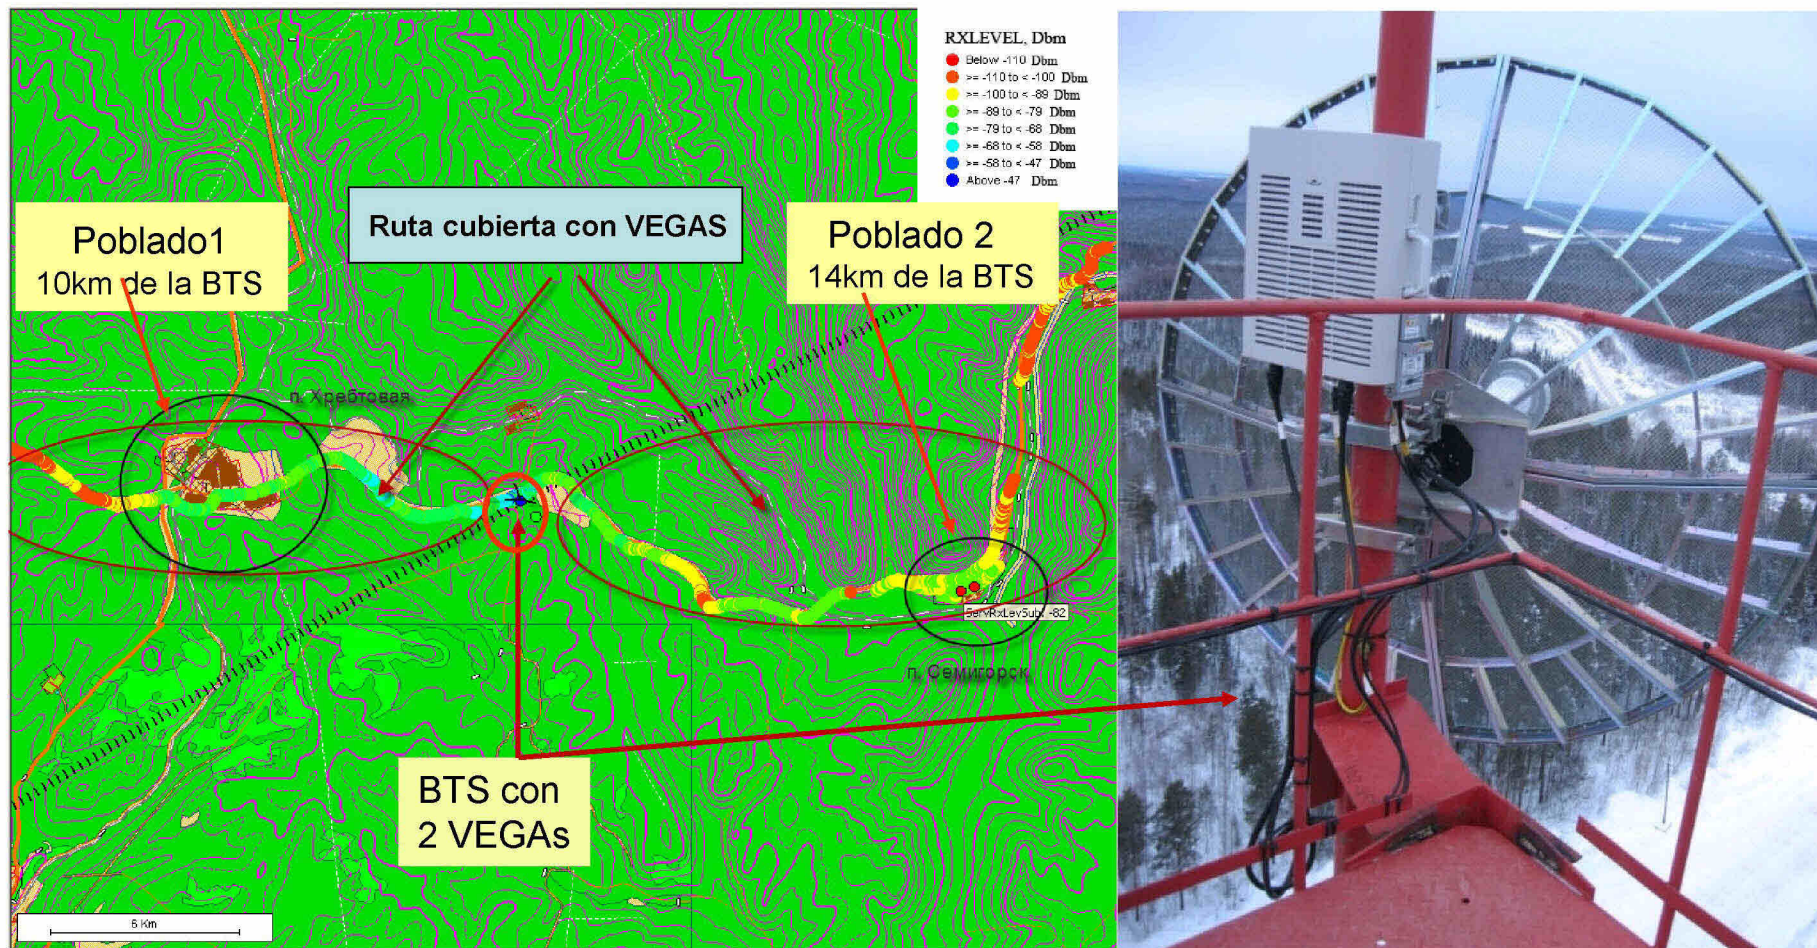 RXLEVEL, Dbm
Below -110 Dbm
>= -110 to < -100 Dbm
>= -100 to < -89 Dbm
>= -89 to < -79 Dbm
>= -79 to < -68 Dbm
>= -68 to < -58 Dbm
>= -58 to < -47 Dbm
Above -47 Dbm
Ruta cubierta con VEGAS
Poblado1
10km de la BTS
Poblado 2
14km de la BTS
п. Хребтовая
ServRxLevSub: -82
п. Семигорск
BTS con
2 VEGAs
6 Km